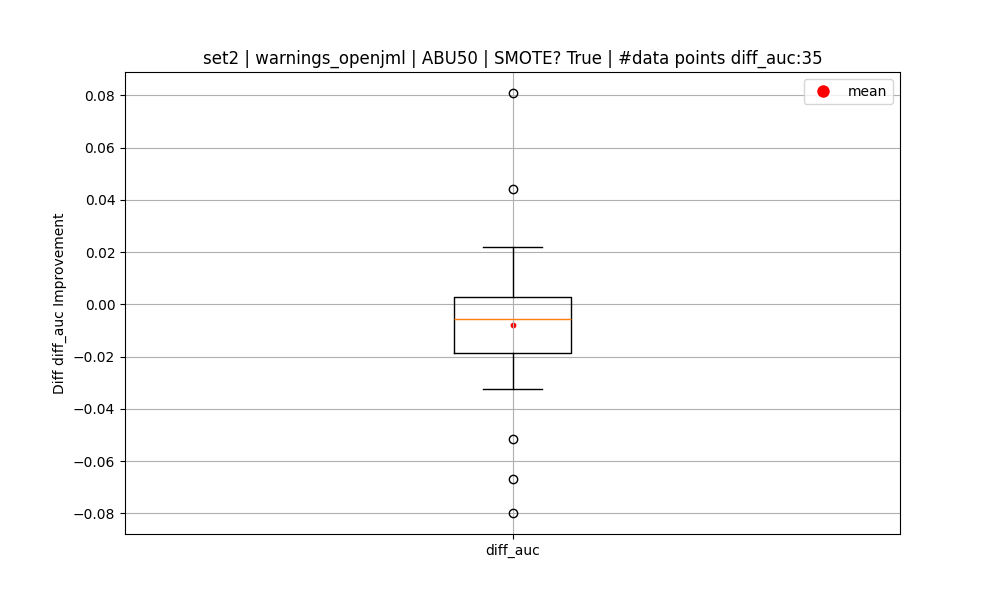 set2 | warnings_openjml | ABU50 | SMOTE? True | #data points diff_auc:35
mean
Diff diff_auc Improvement
0.08
0.06
0.04
0.02
0.00
−0.02
−0.04
−0.06
−0.08
diff_auc